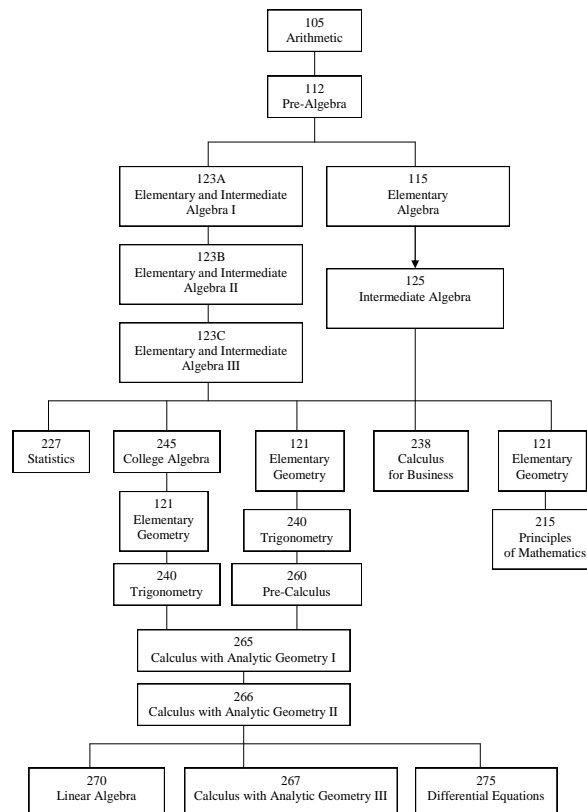 105
Arithmetic
112
Pre-Algebra
123A
Elementary and Intermediate
Algebra I
115
Elementary
Algebra
123B
Elementary and Intermediate
Algebra II
125
Intermediate Algebra
123C
Elementary and Intermediate
Algebra III
227
Statistics
245
College Algebra
121
Elementary
Geometry
238
Calculus
for Business
121
Elementary
Geometry
121
Elementary
Geometry
240
Trigonometry
215
Principles
of Mathematics
240
Trigonometry
260
Pre-Calculus
265
Calculus with Analytic Geometry I
266
Calculus with Analytic Geometry II
270
Linear Algebra
267
Calculus with Analytic Geometry III
275
Differential Equations